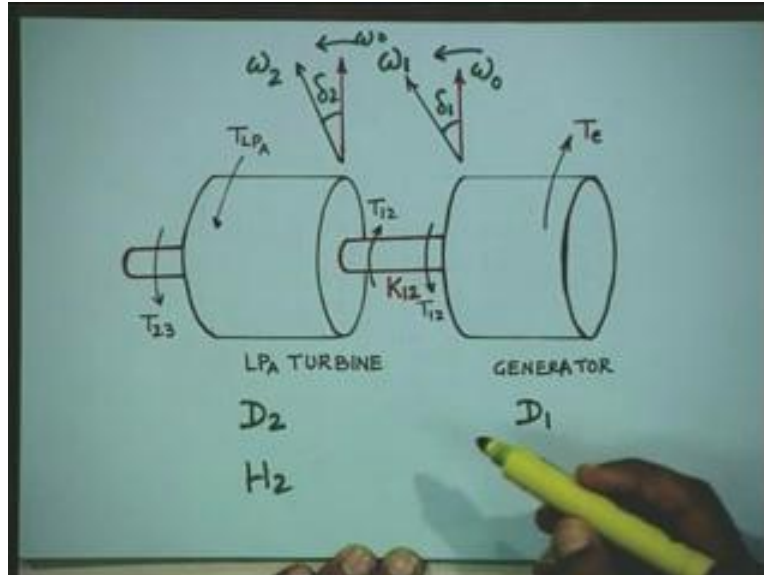 ω₀
ω₂ δ₂ ω₁ δ₁ ω₀
T_LPA Te
T₁₂
K₁₂
T₂₃ T₁₂
LPA TURBINE GENERATOR
D₂ D₁
H₂